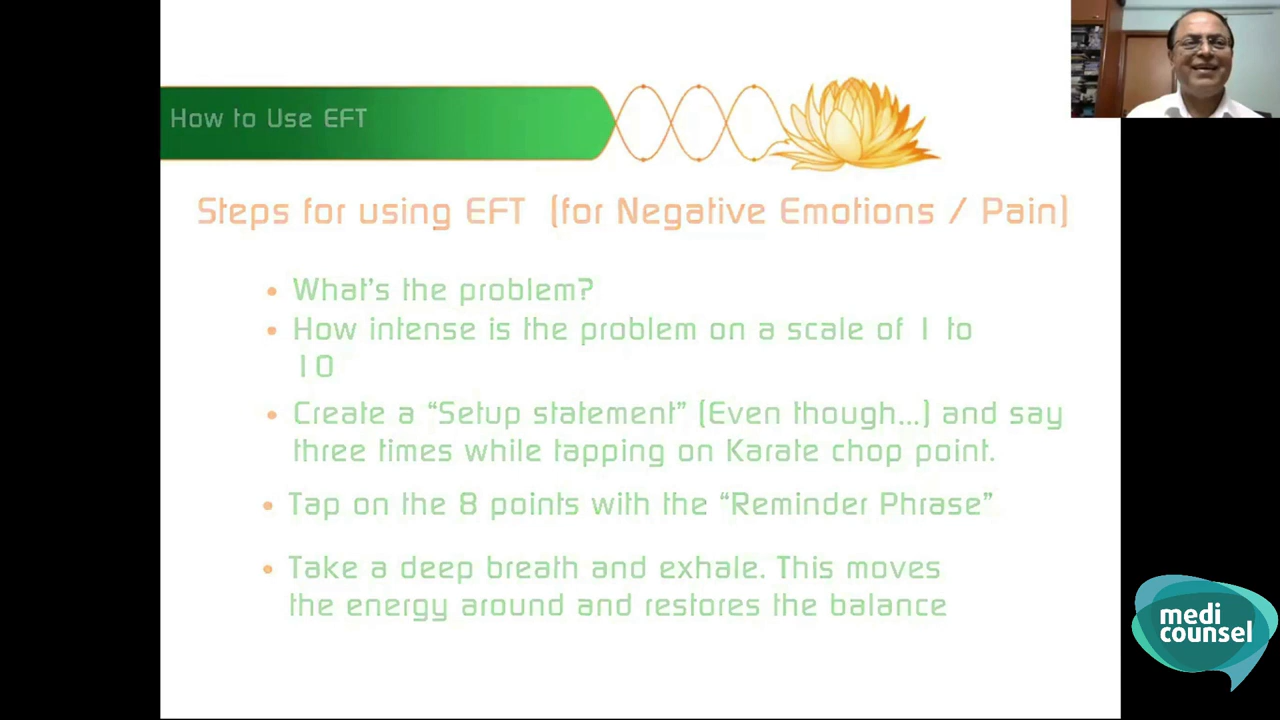 How to Use EFT
Steps for using EFT (for Negative Emotions / Pain)
• What's the problem?
• How intense is the problem on a scale of 1 to
10
• Create a “Setup statement” (Even though...) and say
three times while tapping on Karate chop point.
• Tap on the 8 points with the “Reminder Phrase”
• Take a deep breath and exhale. This moves
the energy around and restores the balance
medi
counsel